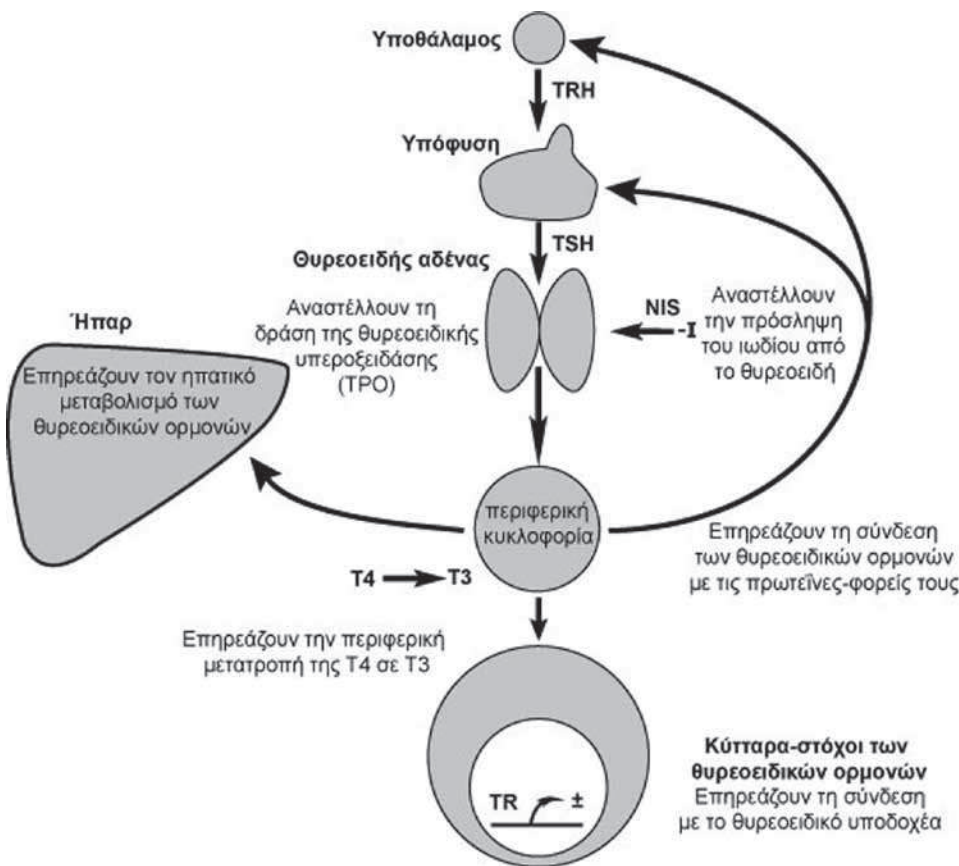 Υποθάλαμος
TRH
Υπόφυση
TSH
Θυρεοειδής αδένας
Αναστέλλουν τη
δράση της θυρεοειδικής
υπεροξειδάσης
(TPO)
NIS
-I
Αναστέλλουν
την πρόσληψη
του ιωδίου από
το θυρεοειδή
Ήπαρ
Επηρεάζουν τον ηπατικό
μεταβολισμό των
θυρεοειδικών ορμονών
περιφερική
κυκλοφορία
Επηρεάζουν τη σύνδεση
των θυρεοειδικών ορμονών
με τις πρωτεΐνες-φορείς τους
T4
T3
Επηρεάζουν την περιφερική
μετατροπή της T4 σε T3
Κύτταρα-στόχοι των
θυρεοειδικών ορμονών
Επηρεάζουν τη σύνδεση
με το θυρεοειδικό υποδοχέα
TR
±